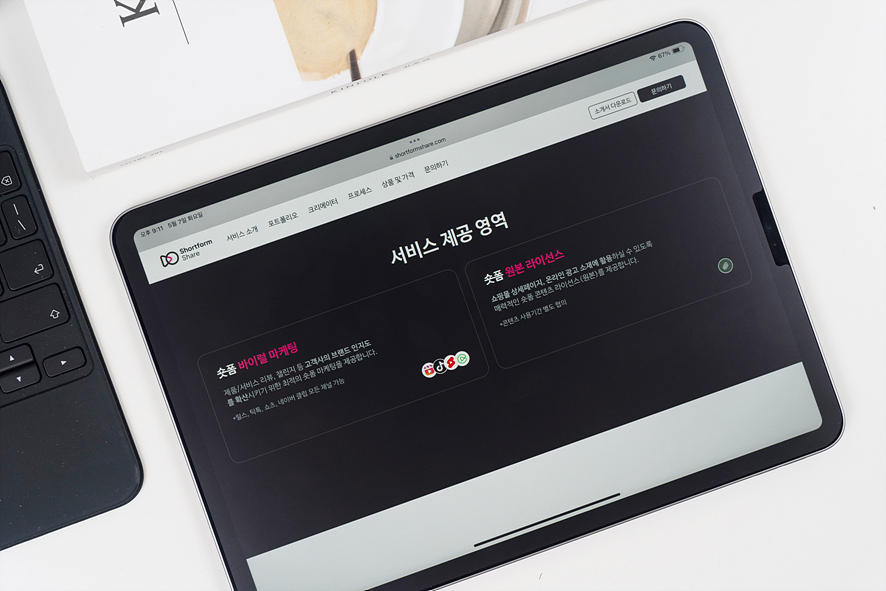 K
KINFOLK
오후 9:11 5월 7일 화요일
67%
shortformshare.com
Shortform
Share
서비스 소개 포트폴리오 크리에이터 프로세스 상품 및 가격 문의하기
소개서 다운로드 문의하기
서비스 제공 영역
숏폼 바이럴 마케팅
제품/서비스 리뷰, 챌린지 등 고객사의 브랜드 인지도
를 확산시키기 위한 최적의 숏폼 마케팅을 제공합니다.
*릴스, 틱톡, 쇼츠, 네이버 클립 모든 채널 가능
숏폼 원본 라이선스
쇼핑몰 상세페이지, 온라인 광고 소재에 활용하실 수 있도록
매력적인 숏폼 콘텐츠 라이선스(원본)를 제공합니다.
*콘텐츠 사용기간 별도 협의